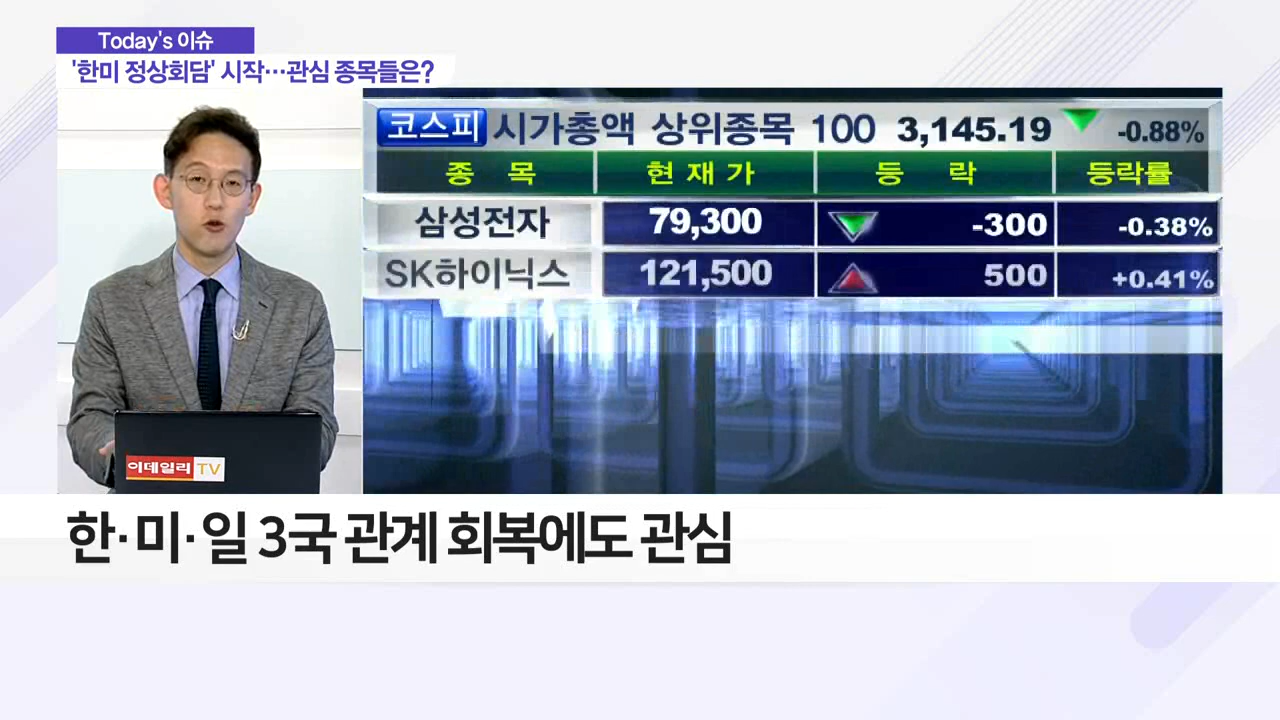 Today's 이슈
'한미 정상회담' 시작…관심 종목들은?
코스피 시가총액 상위종목 100 3,145.19 -0.88%
종 목 현 재 가 등 락 등락률
삼성전자 79,300 -300 -0.38%
SK하이닉스 121,500 500 +0.41%
이데일리 TV
한·미·일 3국 관계 회복에도 관심